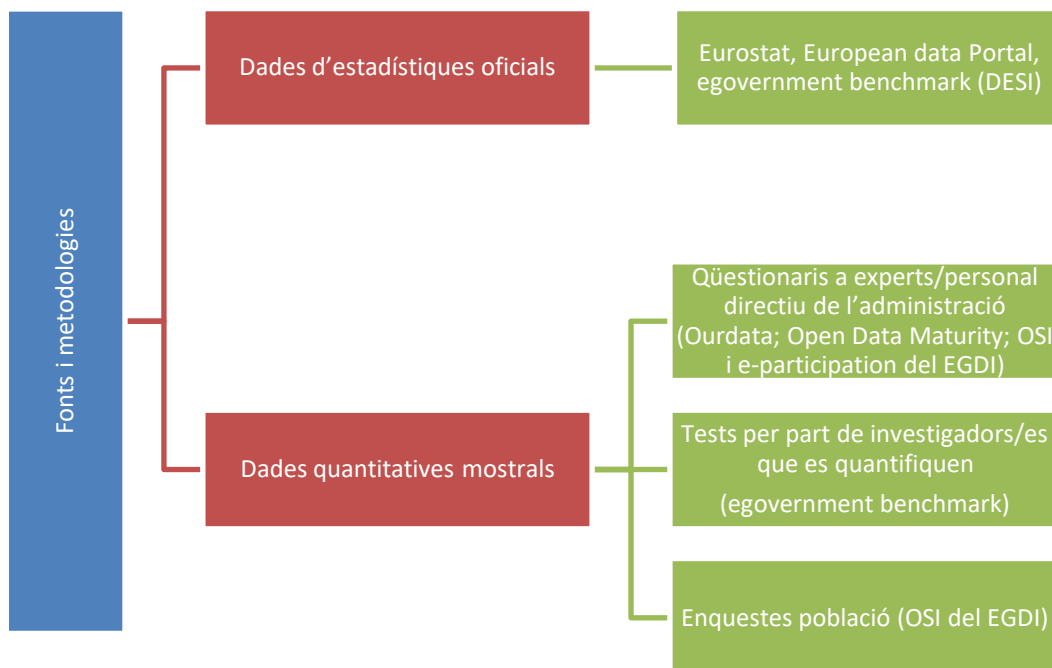 Fonts i metodologies
Dades d’estadístiques oficials
Eurostat, European data Portal,
egovernment benchmark (DESI)
Dades quantitatives mostrals
Qüestionaris a experts/personal
directiu de l’administració
(Ourdata; Open Data Maturity; OSI
i e-participation del EGDI)
Tests per part de investigadors/es
que es quantifiquen
(egovernment benchmark)
Enquestes població (OSI del EGDI)